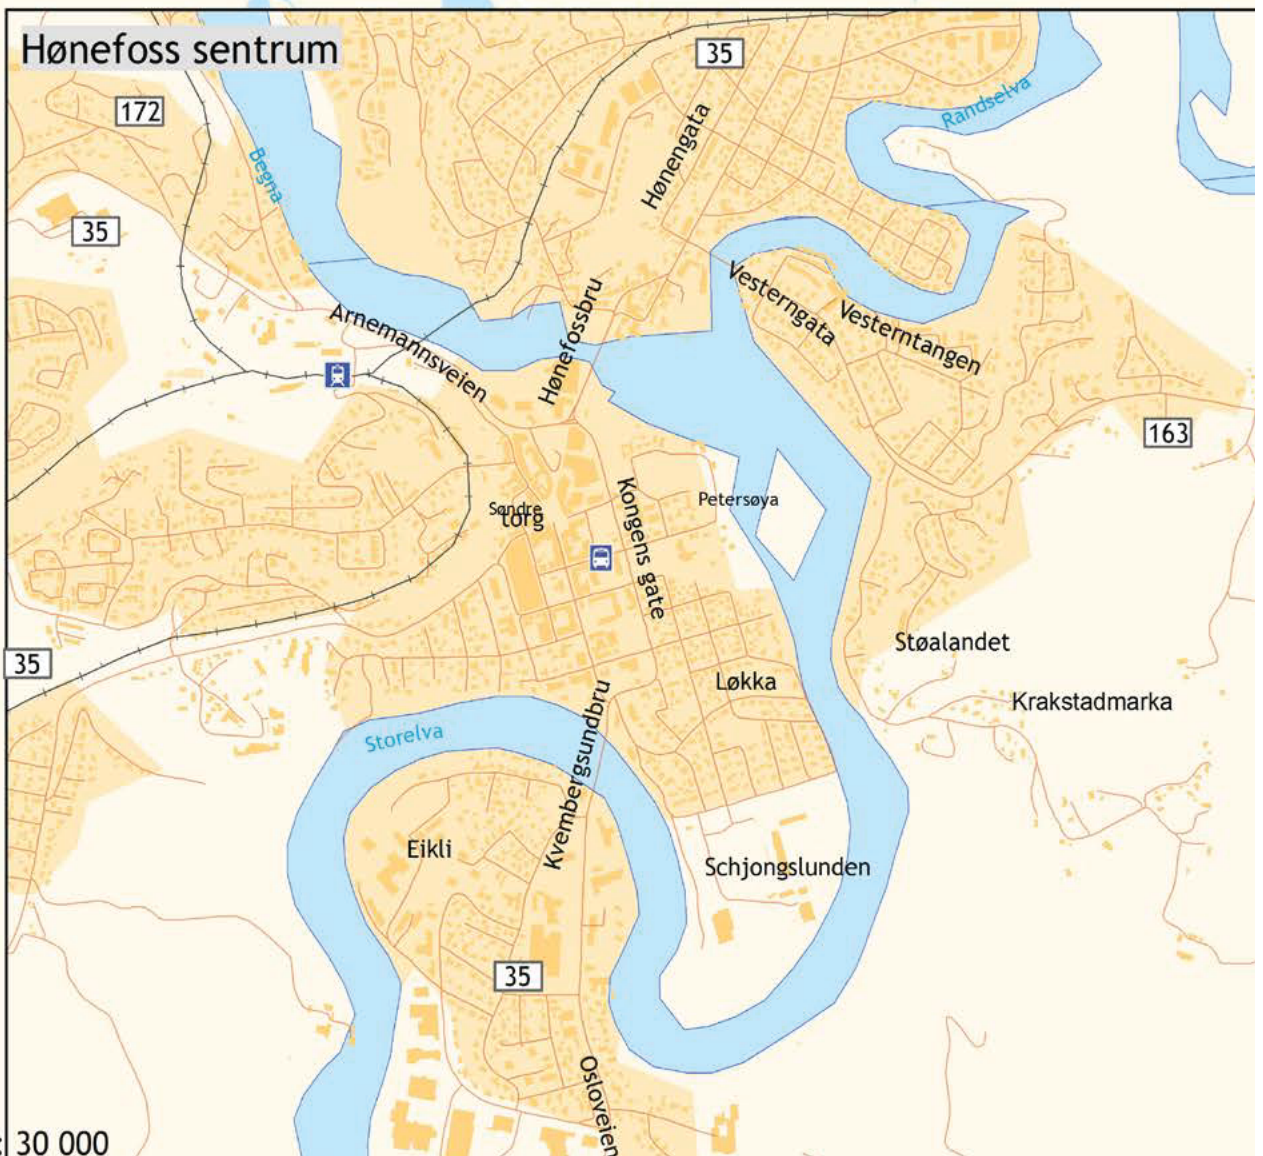 Hønefoss sentrum
35
172
Randselva
Hønengata
Begna
35
Vesterngata
Hønefossbru
Arnemannsveien
Vesterntangen
163
Kongens gate
Petersøya
Søndre
torg
Støalandet
35
Løkka
Krakstadmarka
Storelva
Kvembergsundbru
Eikli
Schjongslunden
35
Osloveien
: 30 000